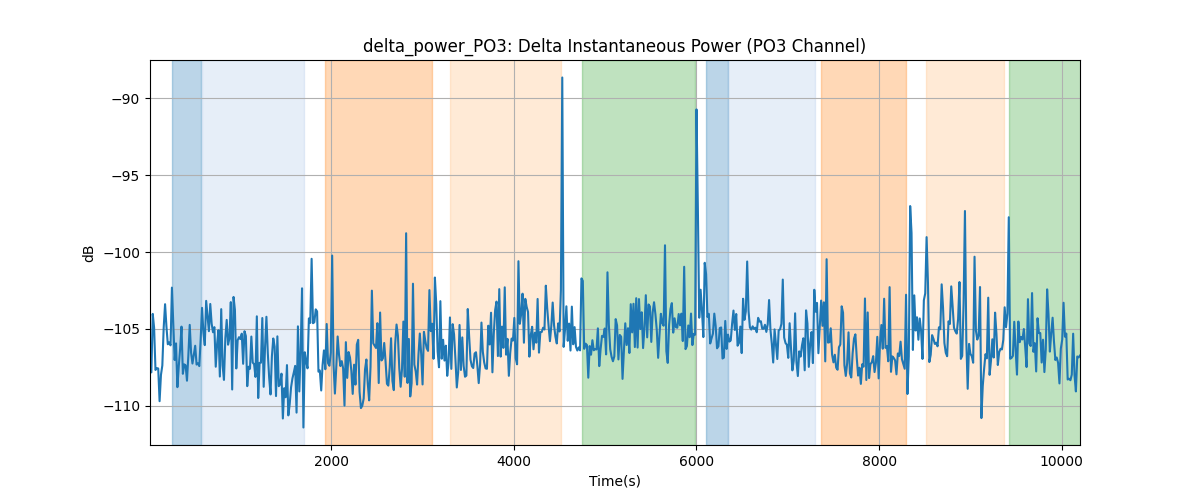 delta_power_PO3: Delta Instantaneous Power (PO3 Channel)
−90
−95
−100
−105
−110
dB
2000 4000 6000 8000 10000
Time(s)